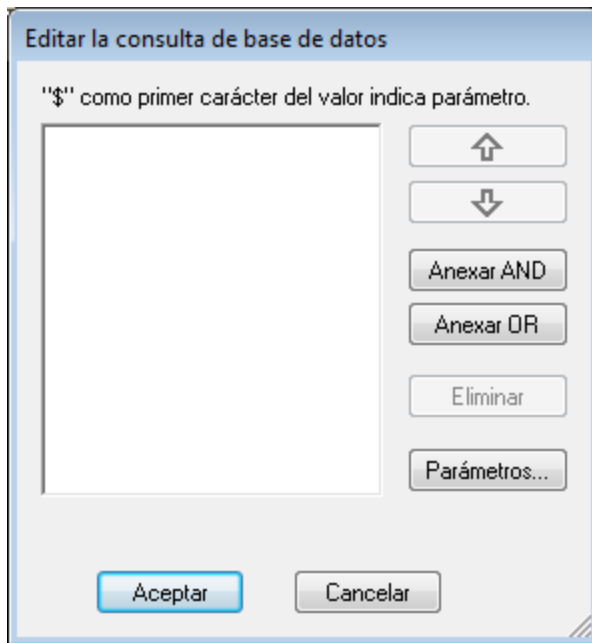 Editar la consulta de base de datos
"$" como primer carácter del valor indica parámetro.
Anexar AND
Anexar OR
Eliminar
Parámetros...
Aceptar
Cancelar